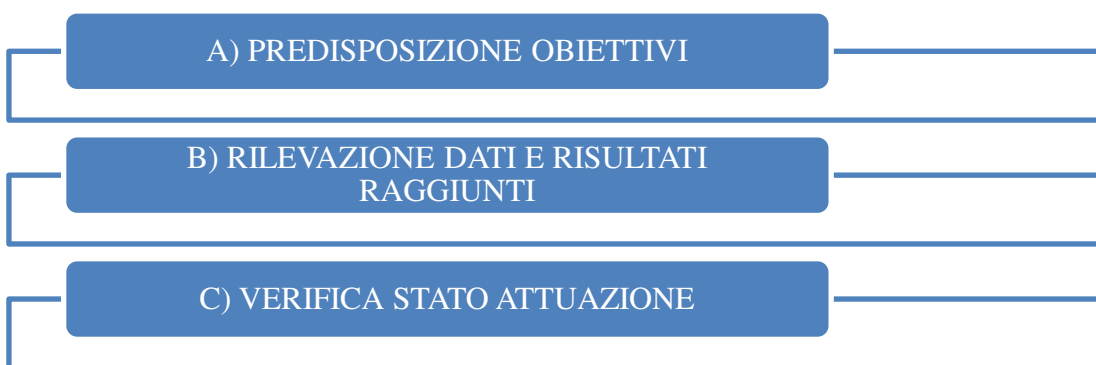 A) PREDISPOSIZIONE OBIETTIVI
B) RILEVAZIONE DATI E RISULTATI
RAGGIUNTI
C) VERIFICA STATO ATTUAZIONE